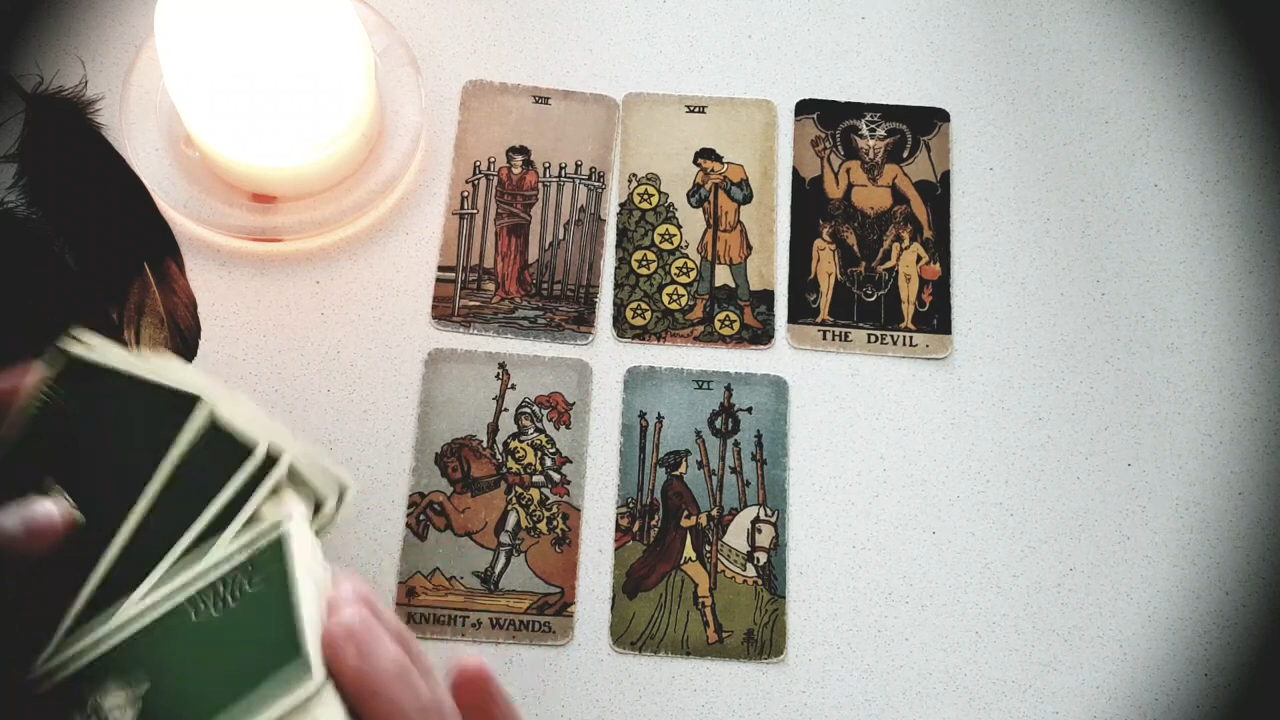 VIII
VII
XV
THE DEVIL.
KNIGHT of WANDS.
VI